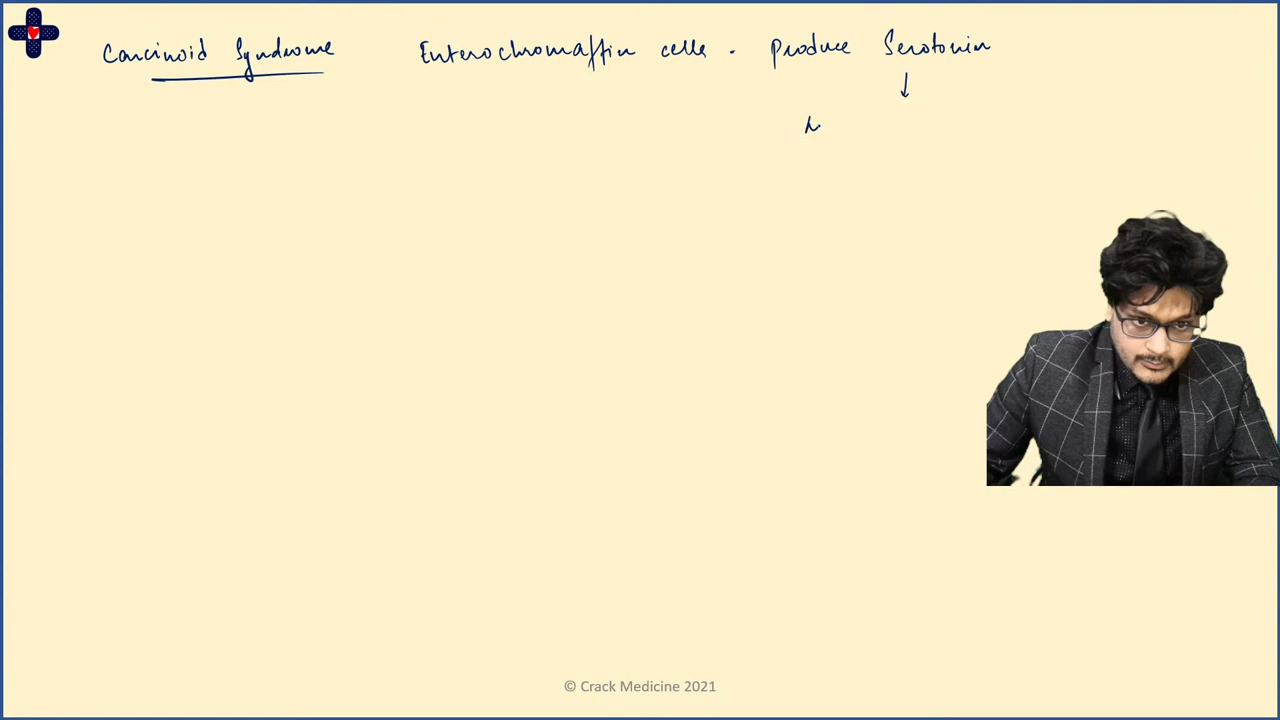 Carcinoid Syndrome Enterochromaffin cells . Produce Serotonin
↓
© Crack Medicine 2021